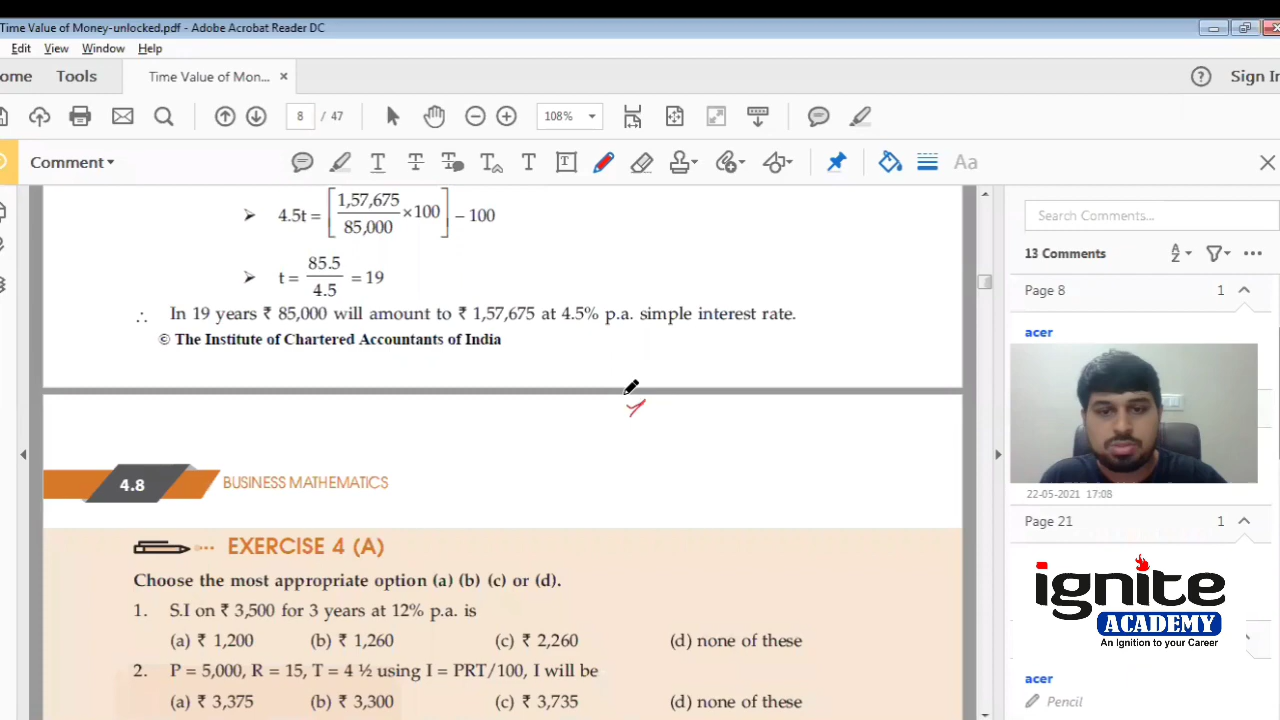 Time Value of Money-unlocked.pdf - Adobe Acrobat Reader DC
Edit View Window Help
ome Tools Time Value of Mon... × ? Sign In
8 / 47 108%
Comment T T T T T Aa
➢ 4.5t = [1,57,675/85,000 ×100] – 100
➢ t = 85.5/4.5 = 19
∴ In 19 years ₹ 85,000 will amount to ₹ 1,57,675 at 4.5% p.a. simple interest rate.
© The Institute of Chartered Accountants of India
4.8 BUSINESS MATHEMATICS
EXERCISE 4 (A)
Choose the most appropriate option (a) (b) (c) or (d).
1. S.I on ₹ 3,500 for 3 years at 12% p.a. is
(a) ₹ 1,200 (b) ₹ 1,260 (c) ₹ 2,260 (d) none of these
2. P = 5,000, R = 15, T = 4 ½ using I = PRT/100, I will be
(a) ₹ 3,375 (b) ₹ 3,300 (c) ₹ 3,735 (d) none of these
Search Comments...
13 Comments
Page 8 1
acer
22-05-2021 17:08
Page 21 1
ignite
ACADEMY
An Ignition to your Career
acer
Pencil